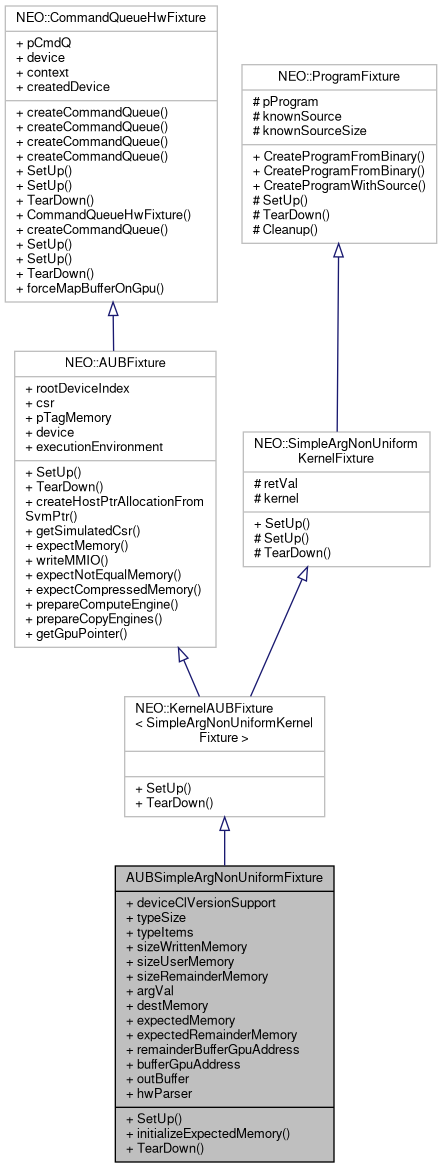 NEO::CommandQueueHwFixture
+ pCmdQ
+ device
+ context
+ createdDevice
+ createCommandQueue()
+ createCommandQueue()
+ createCommandQueue()
+ createCommandQueue()
+ SetUp()
+ SetUp()
+ TearDown()
+ CommandQueueHwFixture()
+ createCommandQueue()
+ SetUp()
+ SetUp()
+ TearDown()
+ forceMapBufferOnGpu()
NEO::ProgramFixture
# pProgram
# knownSource
# knownSourceSize
+ CreateProgramFromBinary()
+ CreateProgramFromBinary()
+ CreateProgramWithSource()
# SetUp()
# TearDown()
# Cleanup()
NEO::AUBFixture
+ rootDeviceIndex
+ csr
+ pTagMemory
+ device
+ executionEnvironment
+ SetUp()
+ TearDown()
+ createHostPtrAllocationFrom
SvmPtr()
+ getSimulatedCsr()
+ expectMemory()
+ writeMMIO()
+ expectNotEqualMemory()
+ expectCompressedMemory()
+ prepareComputeEngine()
+ prepareCopyEngines()
+ getGpuPointer()
NEO::SimpleArgNonUniform
KernelFixture
# retVal
# kernel
+ SetUp()
# SetUp()
# TearDown()
NEO::KernelAUBFixture
< SimpleArgNonUniformKernel
Fixture >
+ SetUp()
+ TearDown()
AUBSimpleArgNonUniformFixture
+ deviceClVersionSupport
+ typeSize
+ typeItems
+ sizeWrittenMemory
+ sizeUserMemory
+ sizeRemainderMemory
+ argVal
+ destMemory
+ expectedMemory
+ expectedRemainderMemory
+ remainderBufferGpuAddress
+ bufferGpuAddress
+ outBuffer
+ hwParser
+ SetUp()
+ initializeExpectedMemory()
+ TearDown()